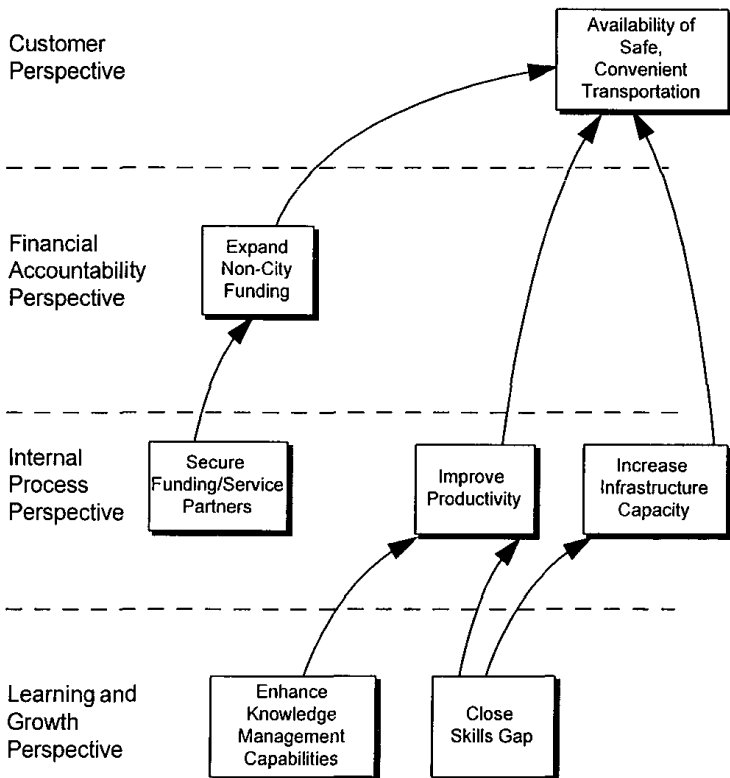 Customer
Perspective
Availability of
Safe,
Convenient
Transportation
Financial
Accountability
Perspective
Expand
Non-City
Funding
Internal
Process
Perspective
Secure
Funding/Service
Partners
Improve
Productivity
Increase
Infrastructure
Capacity
Learning and
Growth
Perspective
Enhance
Knowledge
Management
Capabilities
Close
Skills Gap